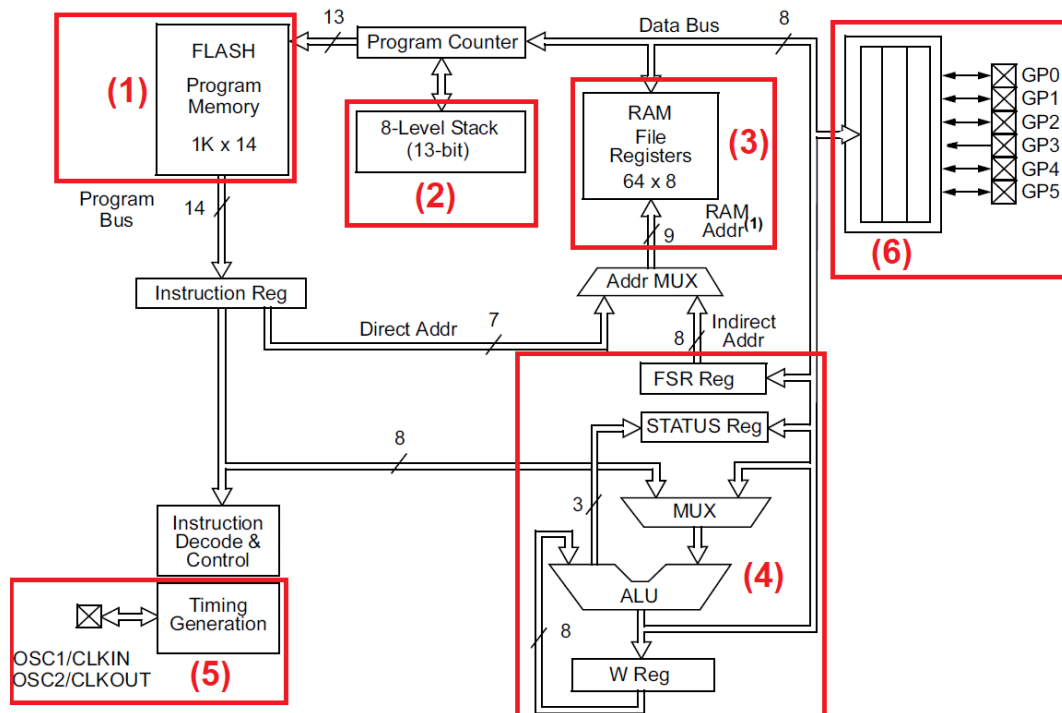 13
Data Bus
8
FLASH
Program
Memory
1K x 14
(1)
Program Counter
8-Level Stack
(13-bit)
(2)
RAM
File
Registers
64 x 8
(3)
GP0
GP1
GP2
GP3
GP4
GP5
(6)
Program
Bus
14
RAM
Addr(1)
9
Addr MUX
Instruction Reg
Direct Addr
7
8
Indirect
Addr
FSR Reg
STATUS Reg
8
3
MUX
Instruction
Decode &
Control
ALU
(4)
Timing
Generation
8
OSC1/CLKIN
OSC2/CLKOUT
(5)
W Reg